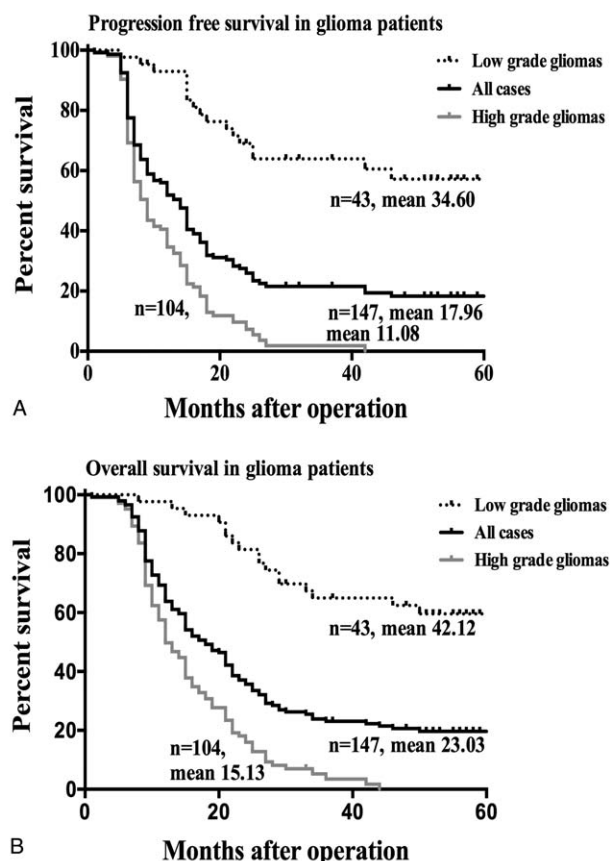 Progression free survival in glioma patients
100
80
60
40
20
0
Percent survival
Low grade gliomas
All cases
High grade gliomas
n=43, mean 34.60
n=104,
n=147, mean 17.96
mean 11.08
0 20 40 60
Months after operation
A
Overall survival in glioma patients
100
80
60
40
20
0
Percent survival
Low grade gliomas
All cases
High grade gliomas
n=43, mean 42.12
n=104,
mean 15.13
n=147, mean 23.03
0 20 40 60
Months after operation
B